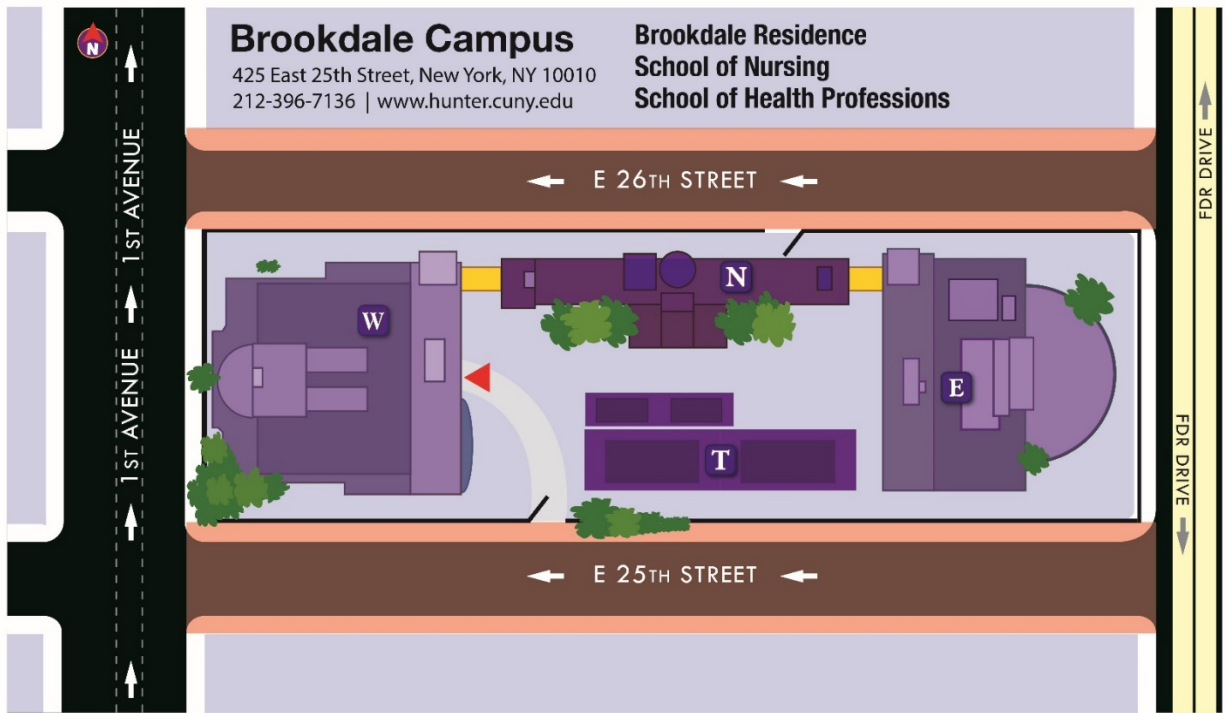 N
Brookdale Campus
425 East 25th Street, New York, NY 10010
212-396-7136 | www.hunter.cuny.edu
Brookdale Residence
School of Nursing
School of Health Professions
1ST AVENUE
1ST AVENUE
FDR DRIVE
FDR DRIVE
E 26TH STREET
N
W
E
T
E 25TH STREET